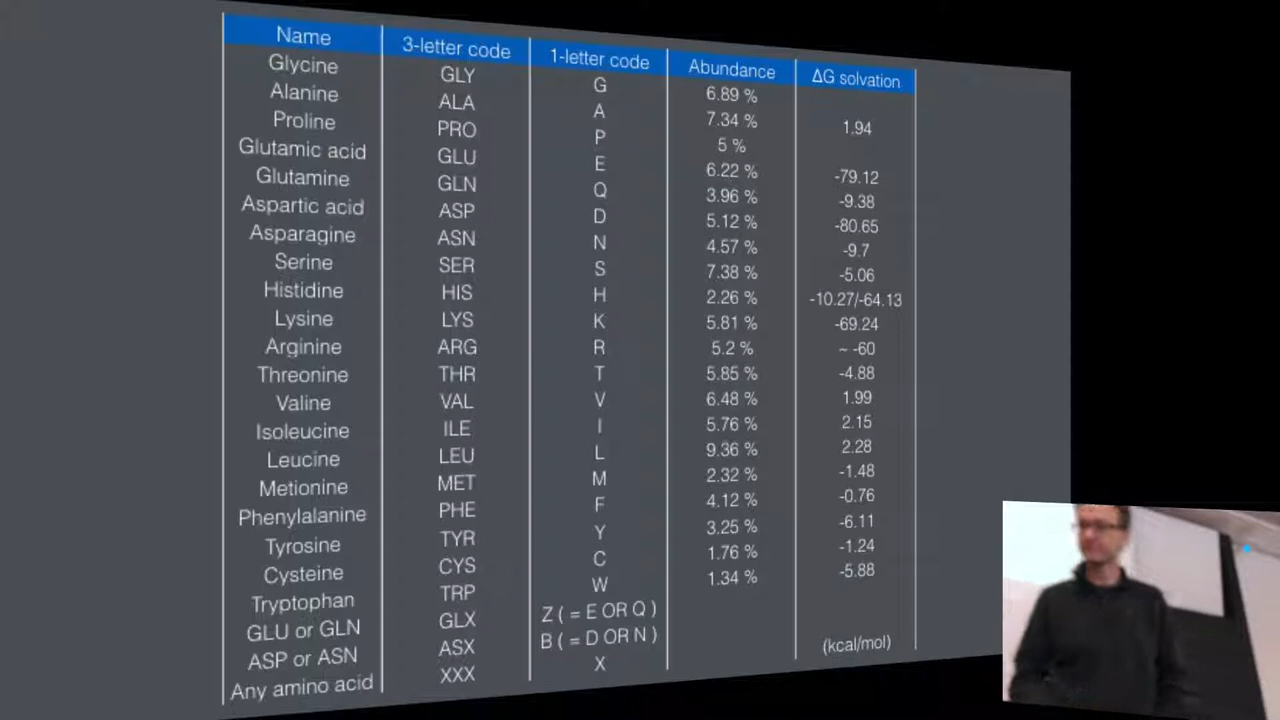 Name 3-letter code 1-letter code Abundance ΔG solvation
Glycine GLY G 6.89 %
Alanine ALA A 7.34 % 1.94
Proline PRO P 5 %
Glutamic acid GLU E 6.22 % -79.12
Glutamine GLN Q 3.96 % -9.38
Aspartic acid ASP D 5.12 % -80.65
Asparagine ASN N 4.57 % -9.7
Serine SER S 7.38 % -5.06
Histidine HIS H 2.26 % -10.27/-64.13
Lysine LYS K 5.81 % -69.24
Arginine ARG R 5.2 % ~ -60
Threonine THR T 5.85 % -4.88
Valine VAL V 6.48 % 1.99
Isoleucine ILE I 5.76 % 2.15
Leucine LEU L 9.36 % 2.28
Metionine MET M 2.32 % -1.48
Phenylalanine PHE F 4.12 % -0.76
Tyrosine TYR Y 3.25 % -6.11
Cysteine CYS C 1.76 % -1.24
Tryptophan TRP W 1.34 % -5.88
GLU or GLN GLX Z ( = E OR Q )
ASP or ASN ASX B ( = D OR N )
Any amino acid XXX X (kcal/mol)